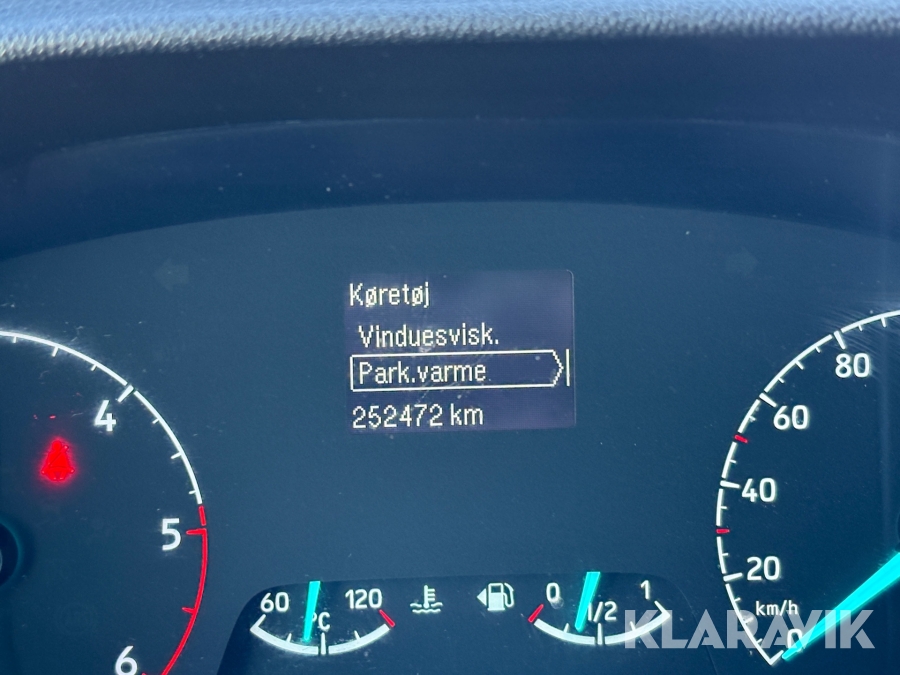 Køretøj
Vinduesvisk.
Park.varme
252472 km
4
5
6
60
120
°C
0
1/2
1
80
60
40
20
0
km/h
KLARAVIK